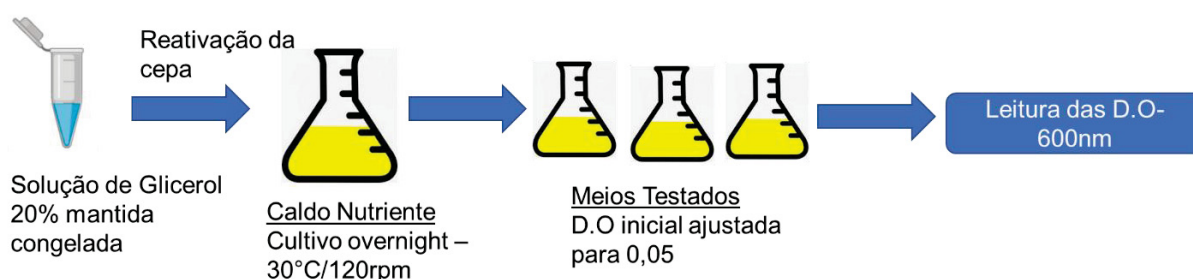 Reativação da
cepa
Solução de Glicerol
20% mantida
congelada
Caldo Nutriente
Cultivo overnight –
30°C/120rpm
Meios Testados
D.O inicial ajustada
para 0,05
Leitura das D.O-
600nm